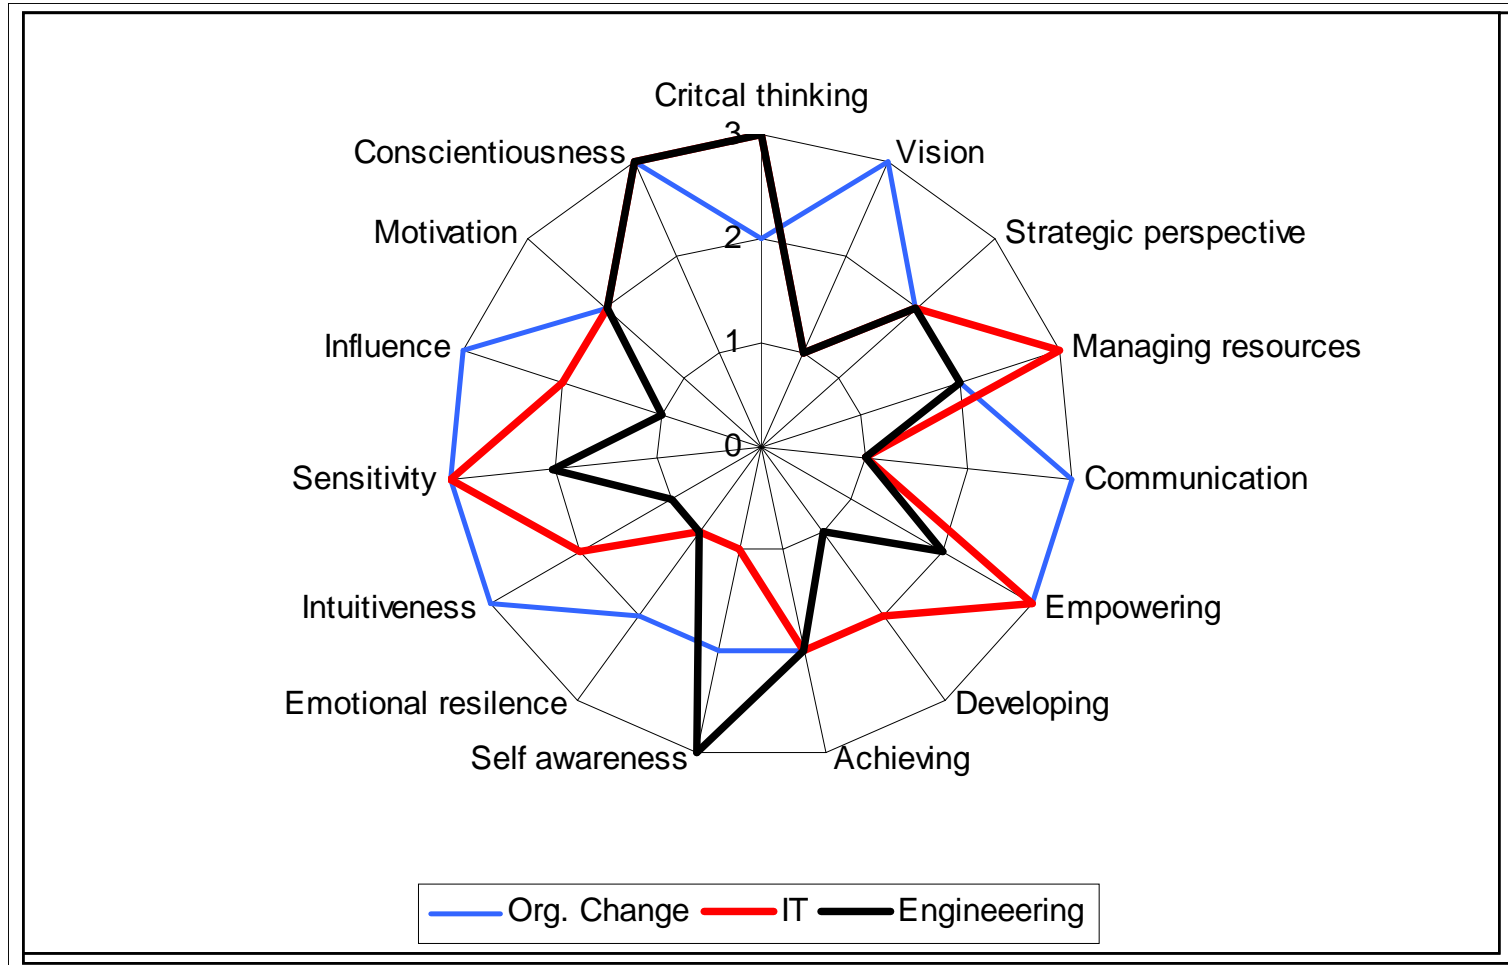 Critcal thinking
3
Conscientiousness
Vision
Motivation
2
Strategic perspective
Influence
1
Managing resources
0
Sensitivity
Communication
Intuitiveness
Empowering
Emotional resilence
Developing
Self awareness
Achieving
Org. Change IT Engineeering